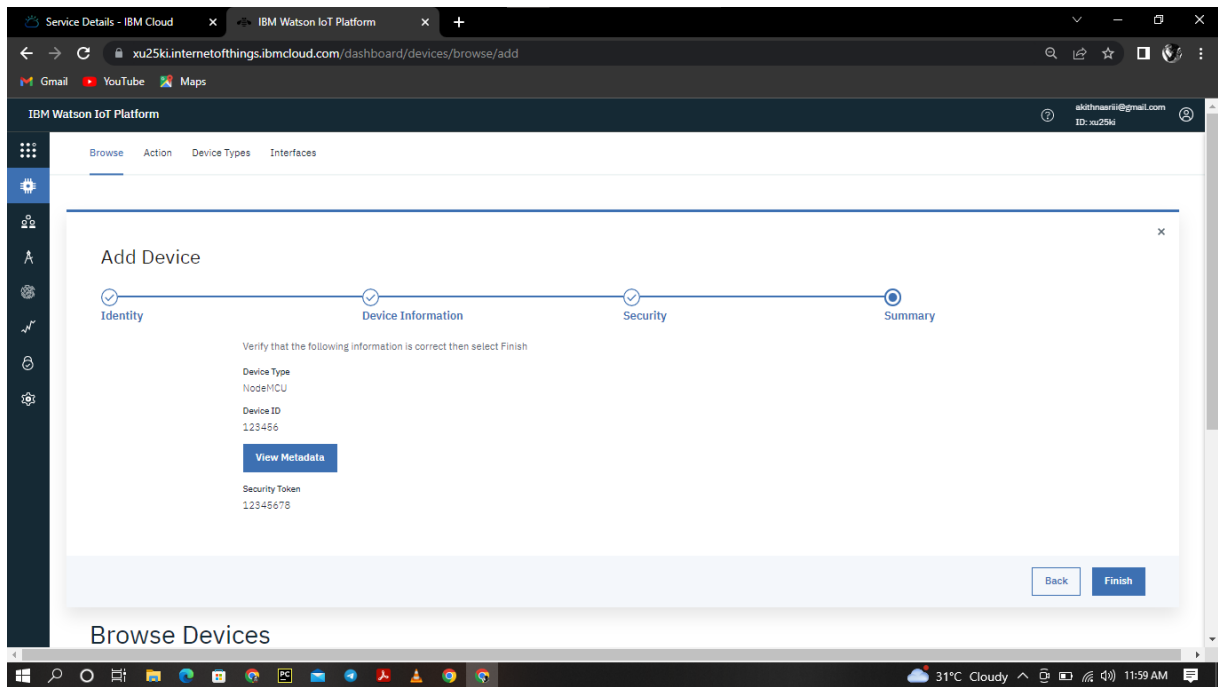 Service Details - IBM Cloud
IBM Watson IoT Platform
xu25ki.internetofthings.ibmcloud.com/dashboard/devices/browse/add
Gmail YouTube Maps
IBM Watson IoT Platform
akithnaariii@gmail.com
ID: xu25ki
Browse Action Device Types Interfaces
Add Device
Identity Device Information Security Summary
Verify that the following information is correct then select Finish
Device Type
NodeMCU
Device ID
123456
View Metadata
Security Token
12345678
Back Finish
Browse Devices
PC 31°C Cloudy 11:59 AM